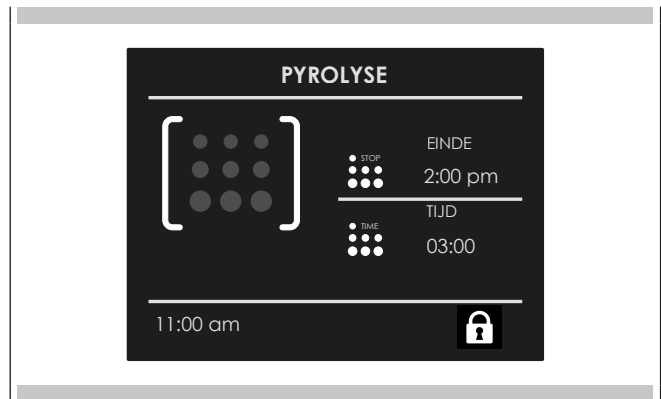 PYROLYSE
STOP
EINDE
2:00 pm
TIME
TIJD
03:00
11:00 am